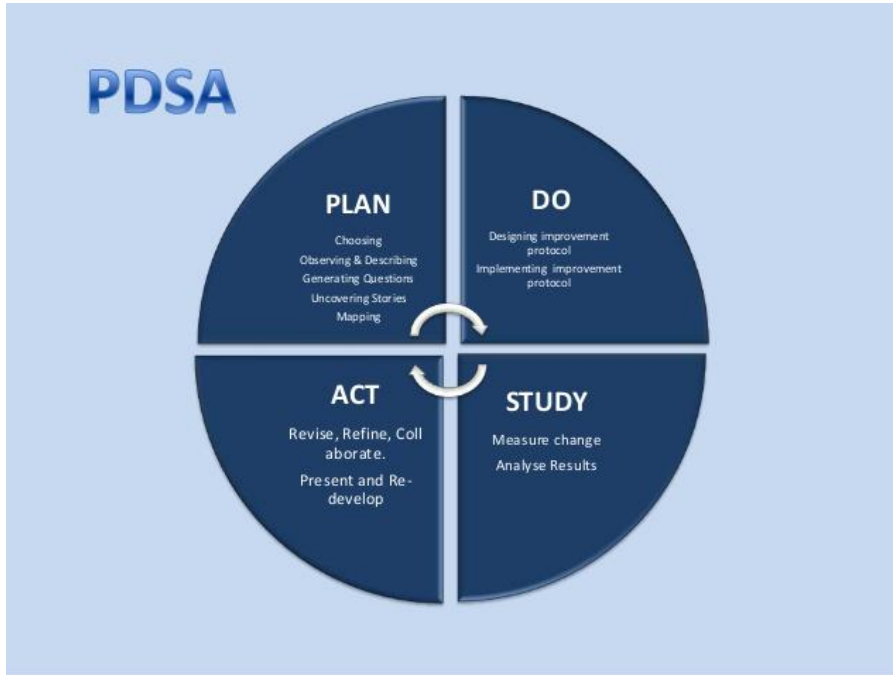 PDSA
PLAN
Choosing
Observing & Describing
Generating Questions
Uncovering Stories
Mapping
DO
Designing improvement
protocol
Implementing improvement
protocol
STUDY
Measure change
Analyse Results
ACT
Revise, Refine, Coll
aborate.
Present and Re-
develop